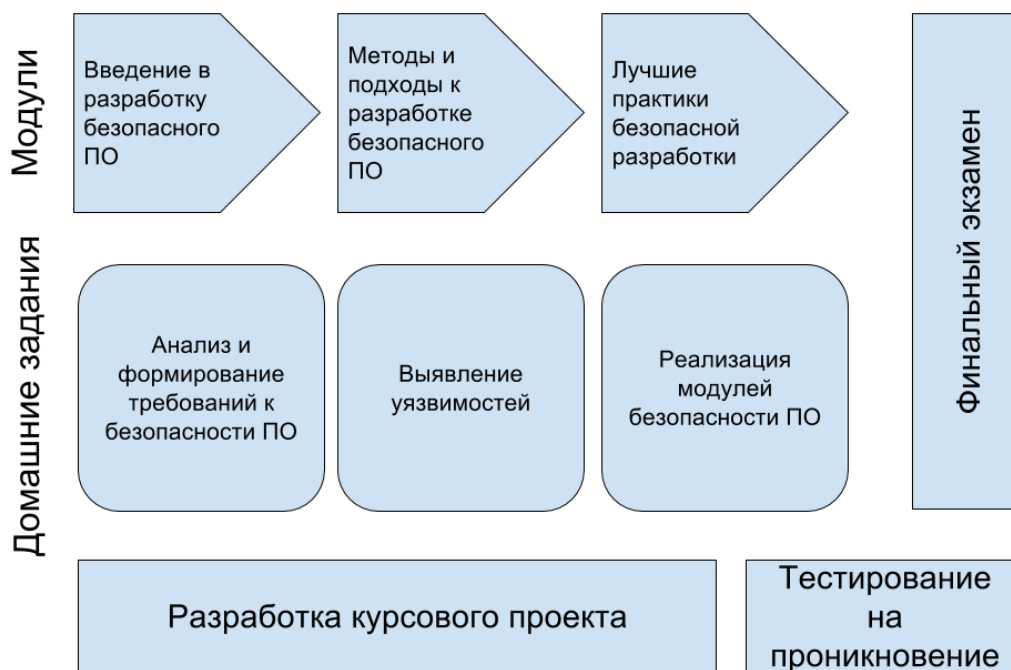 Модули
Введение в
разработку
безопасного
ПО
Методы и
подходы к
разработке
безопасного
ПО
Лучшие
практики
безопасной
разработки
Домашние задания
Анализ и
формирование
требований к
безопасности ПО
Выявление
уязвимостей
Реализация
модулей
безопасности ПО
Финальный экзамен
Разработка курсового проекта
Тестирование
на
проникновение